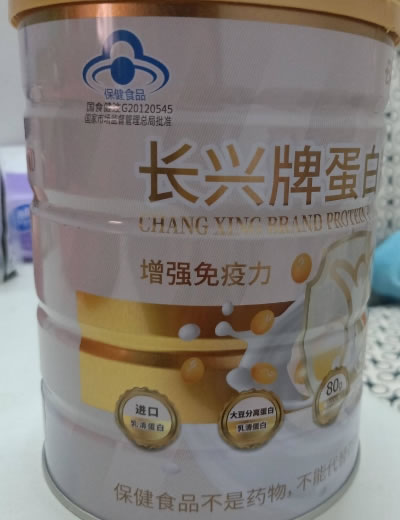 保健食品
国食健注G20120545
国家市场监督管理总局批准
长兴牌蛋白
CHANG XING BRAND PROTEIN
增强免疫力
进口
乳清蛋白
大豆分离蛋白
乳清蛋白
80g
保健食品不是药物,不能代替